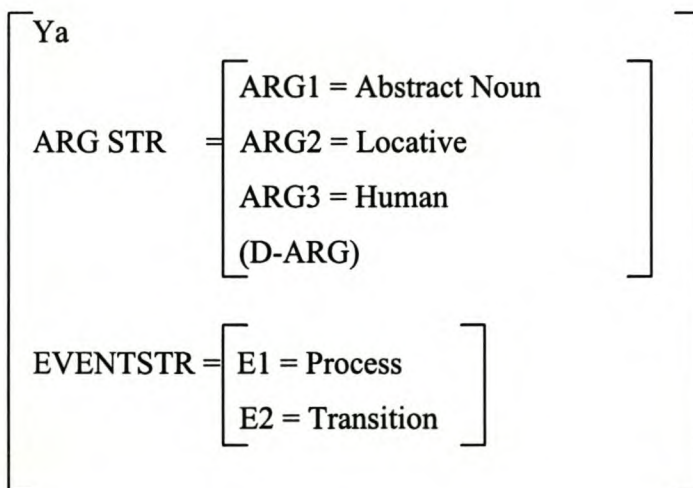 Ya
ARG1 = Abstract Noun
ARG STR = ARG2 = Locative
ARG3 = Human
(D-ARG)
EVENTSTR = E1 = Process
E2 = Transition